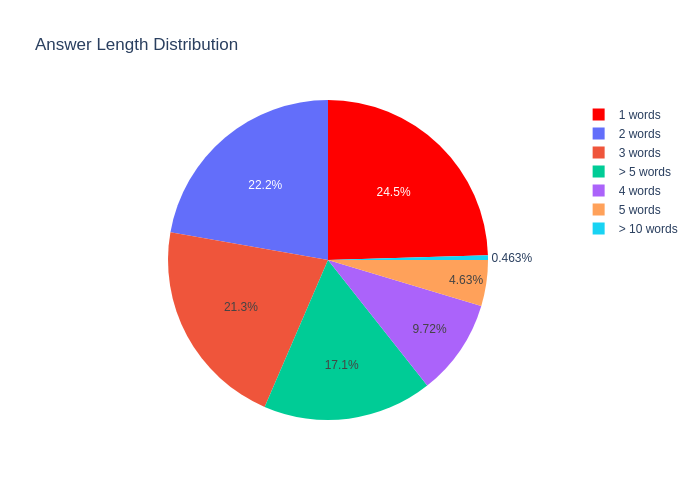 Answer Length Distribution
1 words
2 words
3 words
> 5 words
4 words
5 words
> 10 words
22.2%
24.5%
0.463%
4.63%
21.3%
9.72%
17.1%